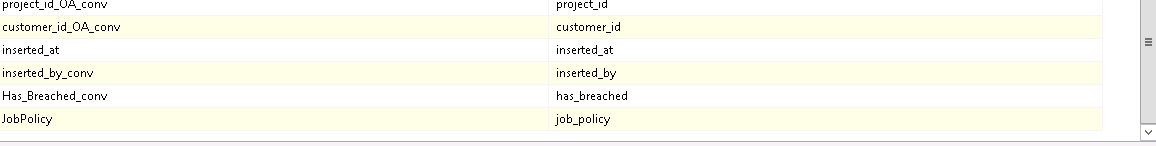 project_id_OA_conv project_id
customer_id_OA_conv customer_id
inserted_at inserted_at
inserted_by_conv inserted_by
Has_Breached_conv has_breached
JobPolicy job_policy